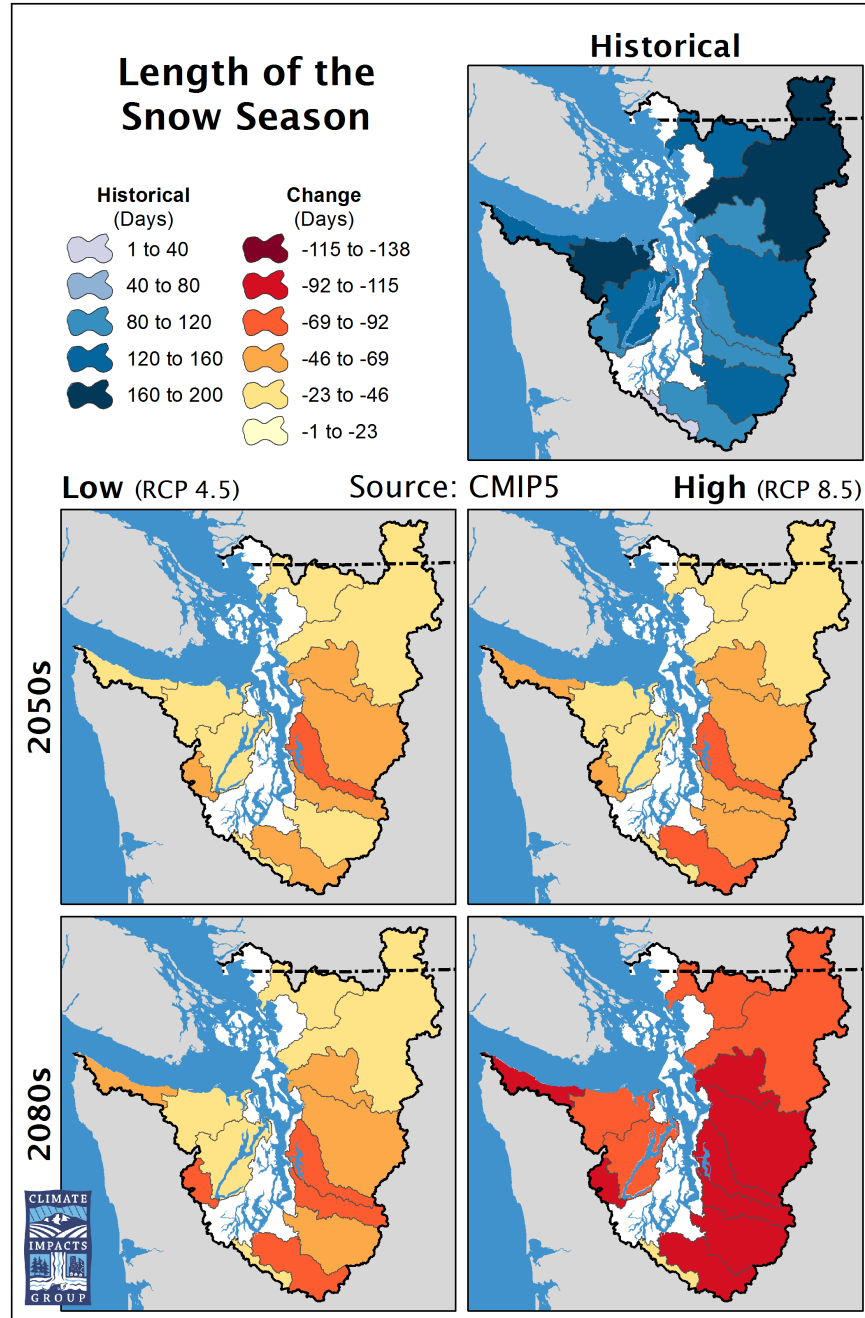 Length of the
Snow Season
Historical
(Days)
1 to 40
40 to 80
80 to 120
120 to 160
160 to 200
Change
(Days)
-115 to -138
-92 to -115
-69 to -92
-46 to -69
-23 to -46
-1 to -23
Historical
Low (RCP 4.5)
Source: CMIP5
High (RCP 8.5)
2050s
2080s
CLIMATE
IMPACTS
GROUP